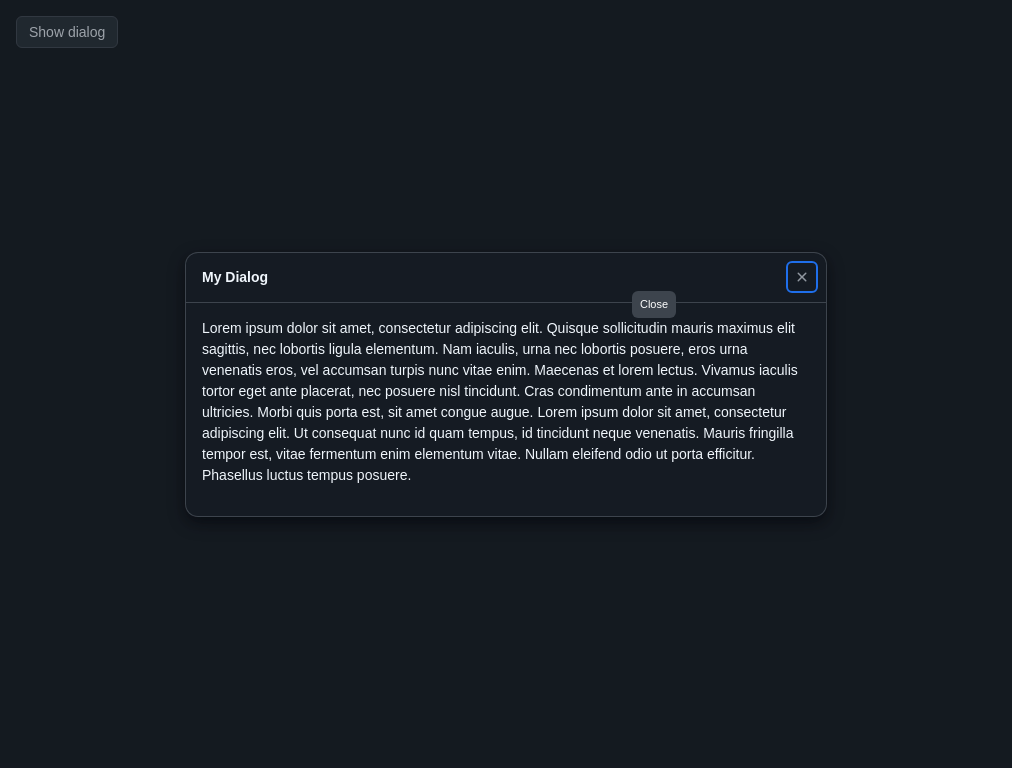 Show dialog
My Dialog
Close
Lorem ipsum dolor sit amet, consectetur adipiscing elit. Quisque sollicitudin mauris maximus elit
sagittis, nec lobortis ligula elementum. Nam iaculis, urna nec lobortis posuere, eros urna
venenatis eros, vel accumsan turpis nunc vitae enim. Maecenas et lorem lectus. Vivamus iaculis
tortor eget ante placerat, nec posuere nisl tincidunt. Cras condimentum ante in accumsan
ultricies. Morbi quis porta est, sit amet congue augue. Lorem ipsum dolor sit amet, consectetur
adipiscing elit. Ut consequat nunc id quam tempus, id tincidunt neque venenatis. Mauris fringilla
tempor est, vitae fermentum enim elementum vitae. Nullam eleifend odio ut porta efficitur.
Phasellus luctus tempus posuere.